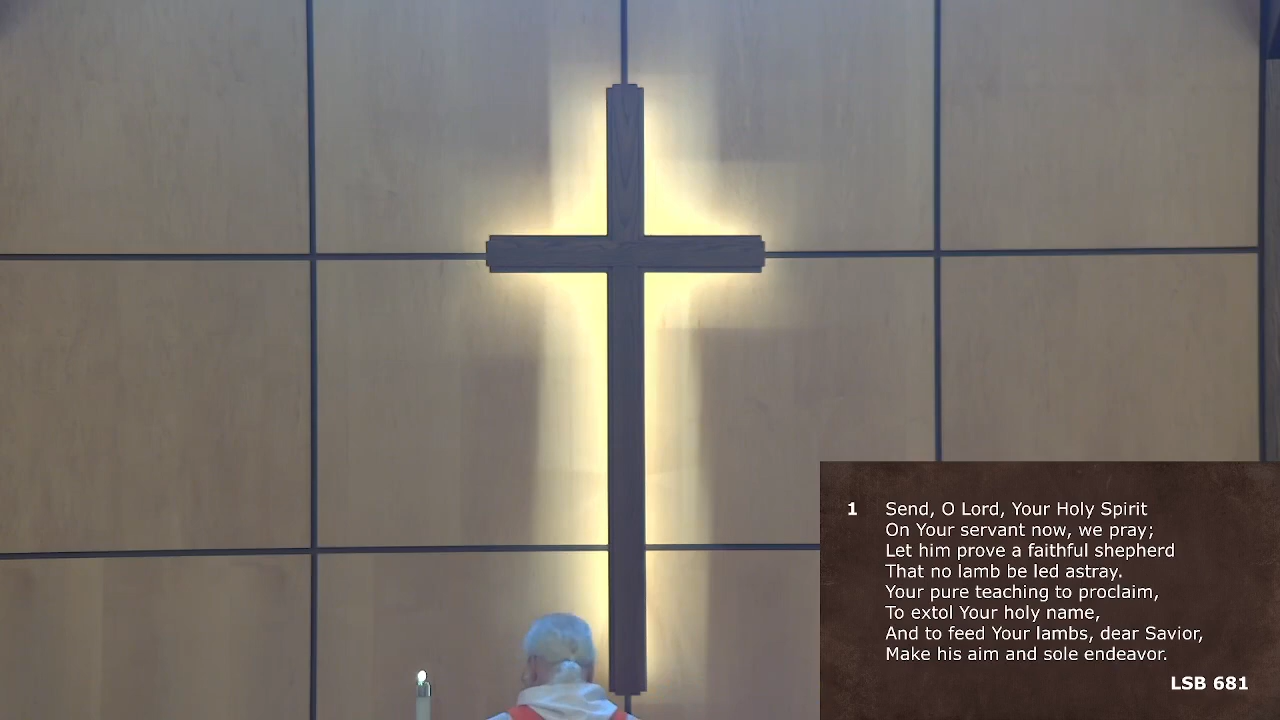 1 Send, O Lord, Your Holy Spirit
On Your servant now, we pray;
Let him prove a faithful shepherd
That no lamb be led astray.
Your pure teaching to proclaim,
To extol Your holy name,
And to feed Your lambs, dear Savior,
Make his aim and sole endeavor.
LSB 681